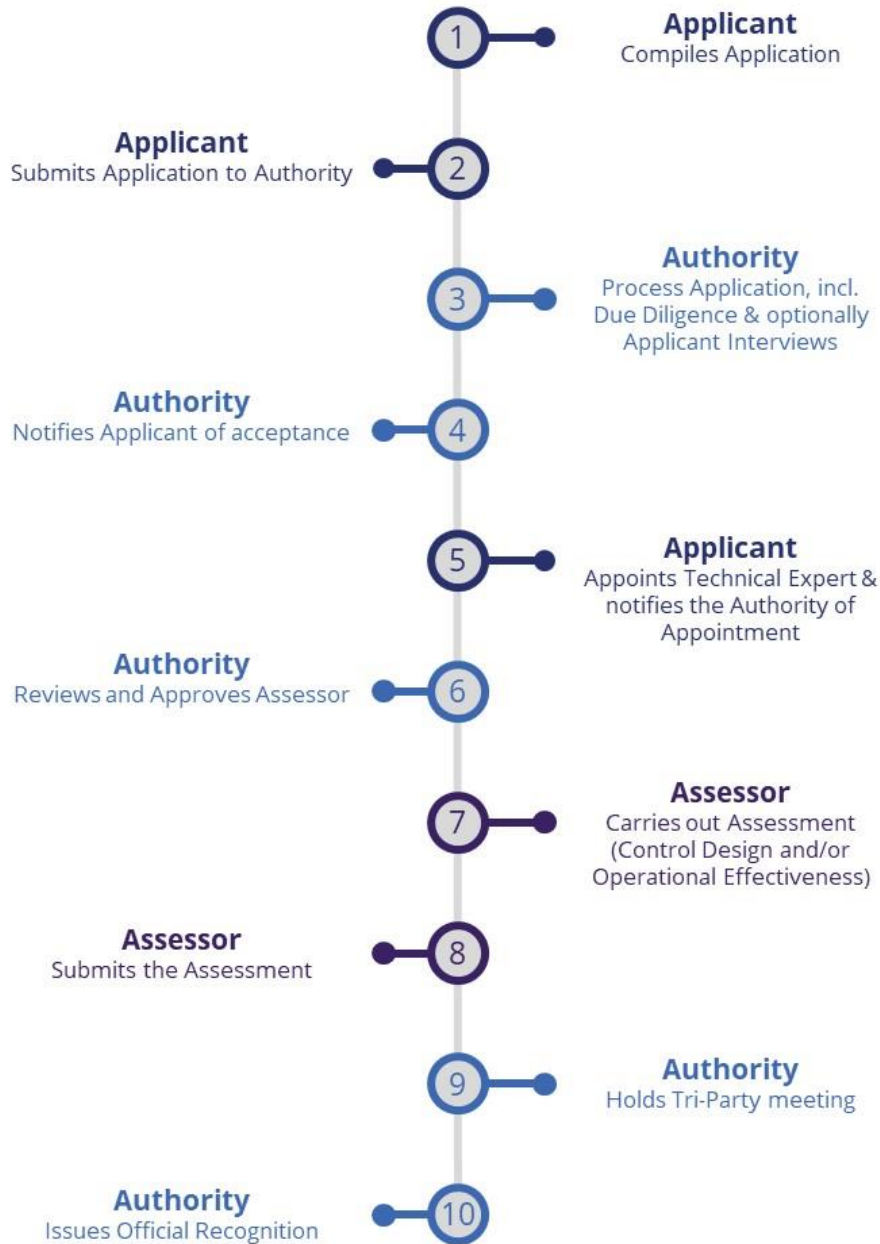 1
Applicant
Compiles Application
Applicant
Submits Application to Authority
2
3
Authority
Process Application, incl.
Due Diligence & optionally
Applicant Interviews
Authority
Notifies Applicant of acceptance
4
5
Applicant
Appoints Technical Expert &
notifies the Authority of
Appointment
Authority
Reviews and Approves Assessor
6
7
Assessor
Carries out Assessment
(Control Design and/or
Operational Effectiveness)
Assessor
Submits the Assessment
8
9
Authority
Holds Tri-Party meeting
Authority
Issues Official Recognition
10